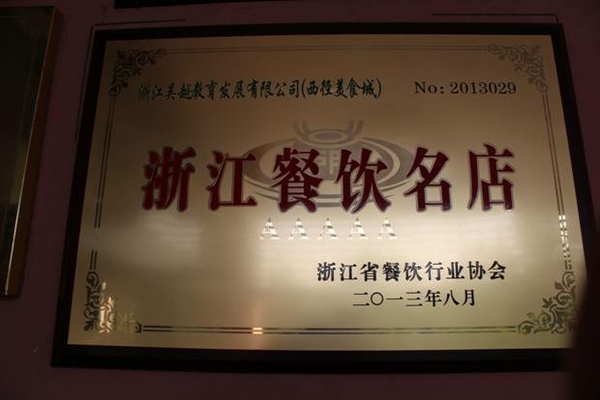 浙江吴越教育发展有限公司(西径美食城)
No: 2013029
浙江餐饮名店
AAAAA
浙江省餐饮行业协会
二〇一三年八月